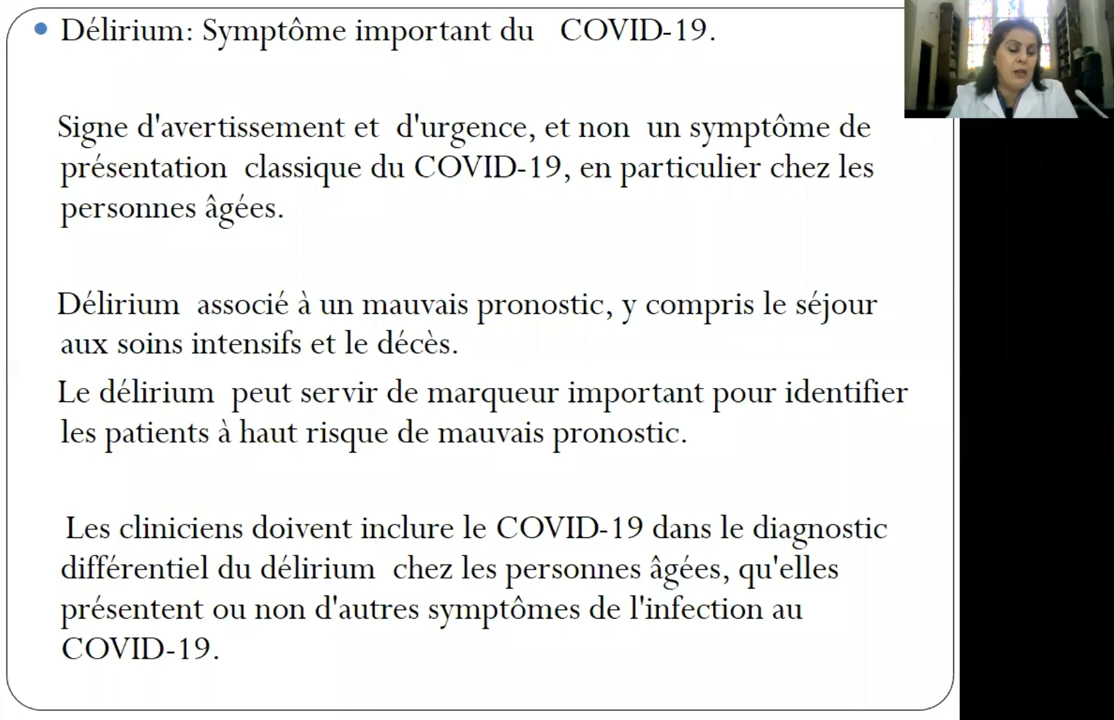 Délirium: Symptôme important du COVID-19.
Signe d'avertissement et d'urgence, et non un symptôme de
présentation classique du COVID-19, en particulier chez les
personnes âgées.
Délirium associé à un mauvais pronostic, y compris le séjour
aux soins intensifs et le décès.
Le délirium peut servir de marqueur important pour identifier
les patients à haut risque de mauvais pronostic.
Les cliniciens doivent inclure le COVID-19 dans le diagnostic
différentiel du délirium chez les personnes âgées, qu'elles
présentent ou non d'autres symptômes de l'infection au
COVID-19.